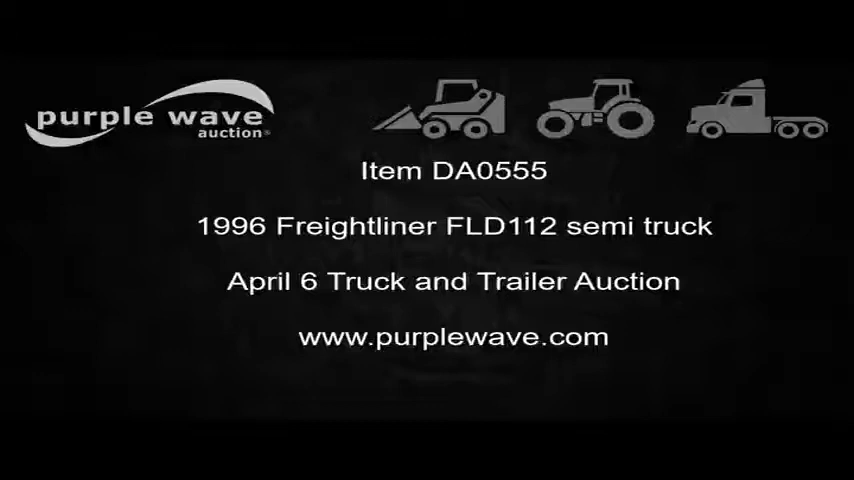 purple wave
auction®
Item DA0555
1996 Freightliner FLD112 semi truck
April 6 Truck and Trailer Auction
www.purplewave.com